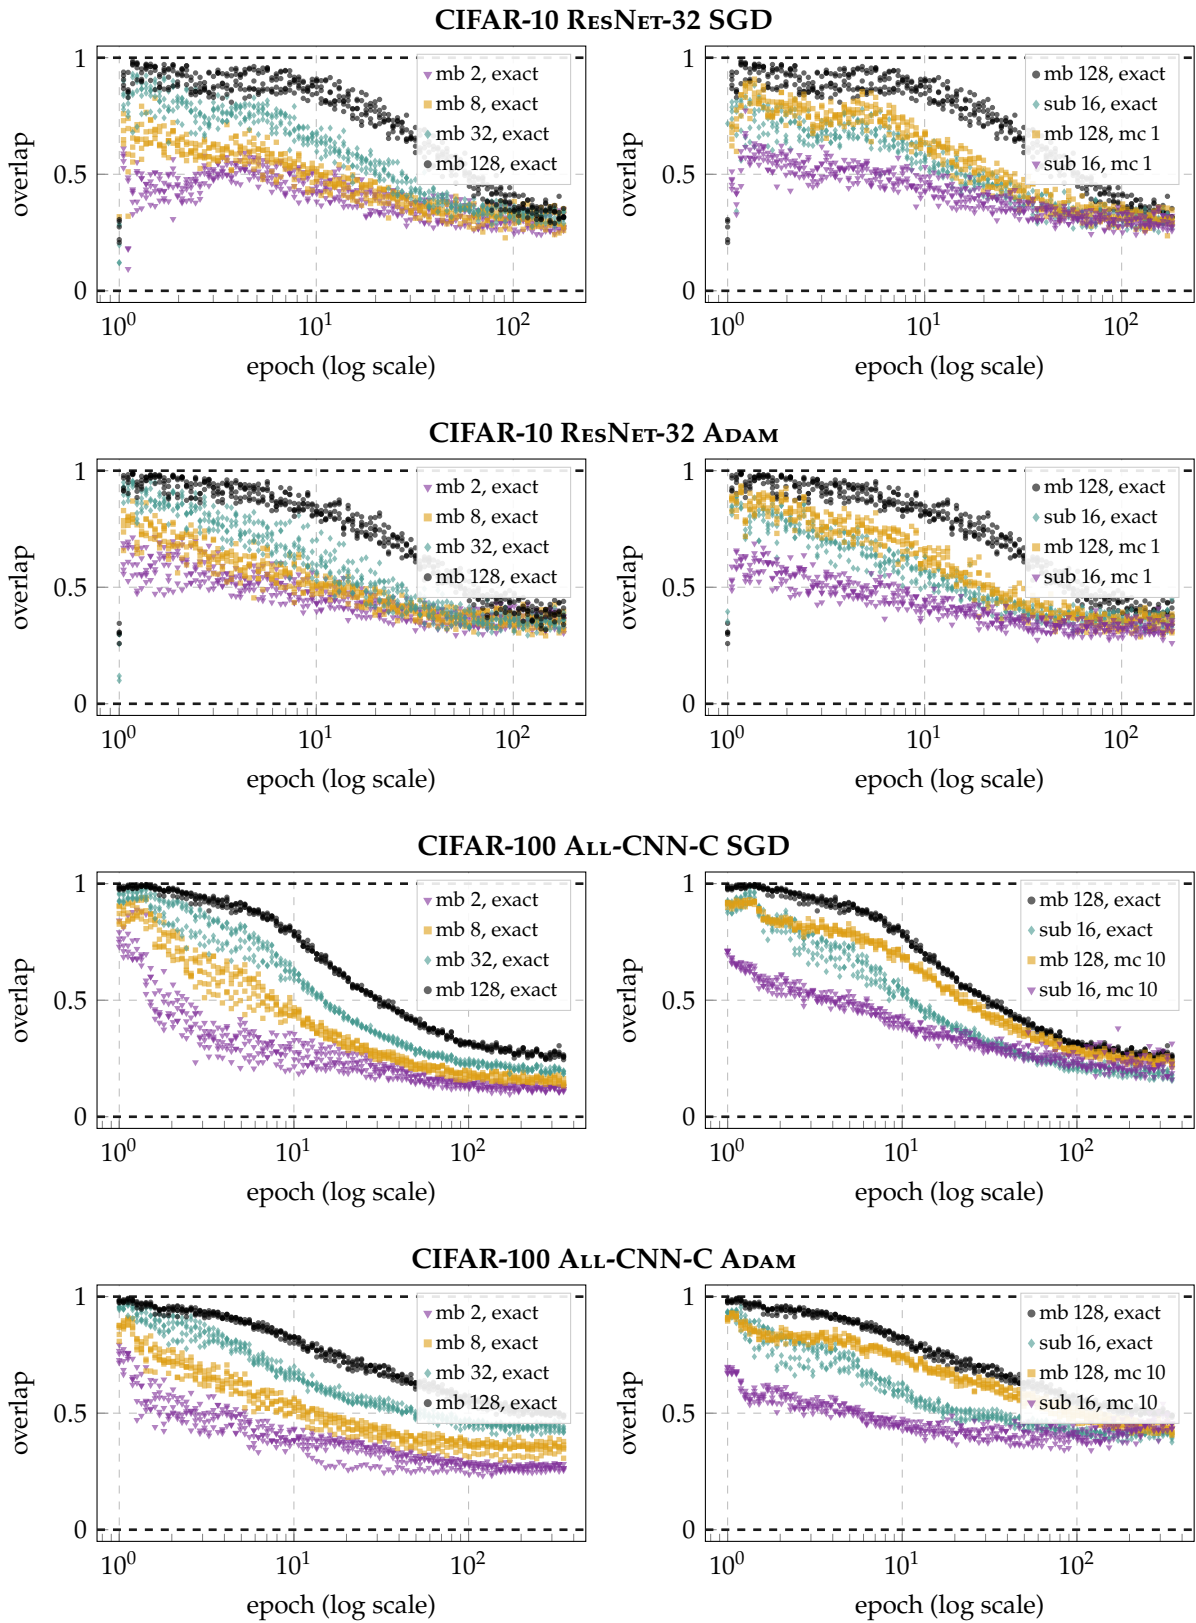 CIFAR-10 ResNet-32 SGD
overlap
1
0.5
0
mb 2, exact
mb 8, exact
mb 32, exact
mb 128, exact
10^0 10^1 10^2
epoch (log scale)
overlap
1
0.5
0
mb 128, exact
sub 16, exact
mb 128, mc 1
sub 16, mc 1
10^0 10^1 10^2
epoch (log scale)
CIFAR-10 ResNet-32 Adam
overlap
1
0.5
0
mb 2, exact
mb 8, exact
mb 32, exact
mb 128, exact
10^0 10^1 10^2
epoch (log scale)
overlap
1
0.5
0
mb 128, exact
sub 16, exact
mb 128, mc 1
sub 16, mc 1
10^0 10^1 10^2
epoch (log scale)
CIFAR-100 All-CNN-C SGD
overlap
1
0.5
0
mb 2, exact
mb 8, exact
mb 32, exact
mb 128, exact
10^0 10^1 10^2
epoch (log scale)
overlap
1
0.5
0
mb 128, exact
sub 16, exact
mb 128, mc 10
sub 16, mc 10
10^0 10^1 10^2
epoch (log scale)
CIFAR-100 All-CNN-C Adam
overlap
1
0.5
0
mb 2, exact
mb 8, exact
mb 32, exact
mb 128, exact
10^0 10^1 10^2
epoch (log scale)
overlap
1
0.5
0
mb 128, exact
sub 16, exact
mb 128, mc 10
sub 16, mc 10
10^0 10^1 10^2
epoch (log scale)